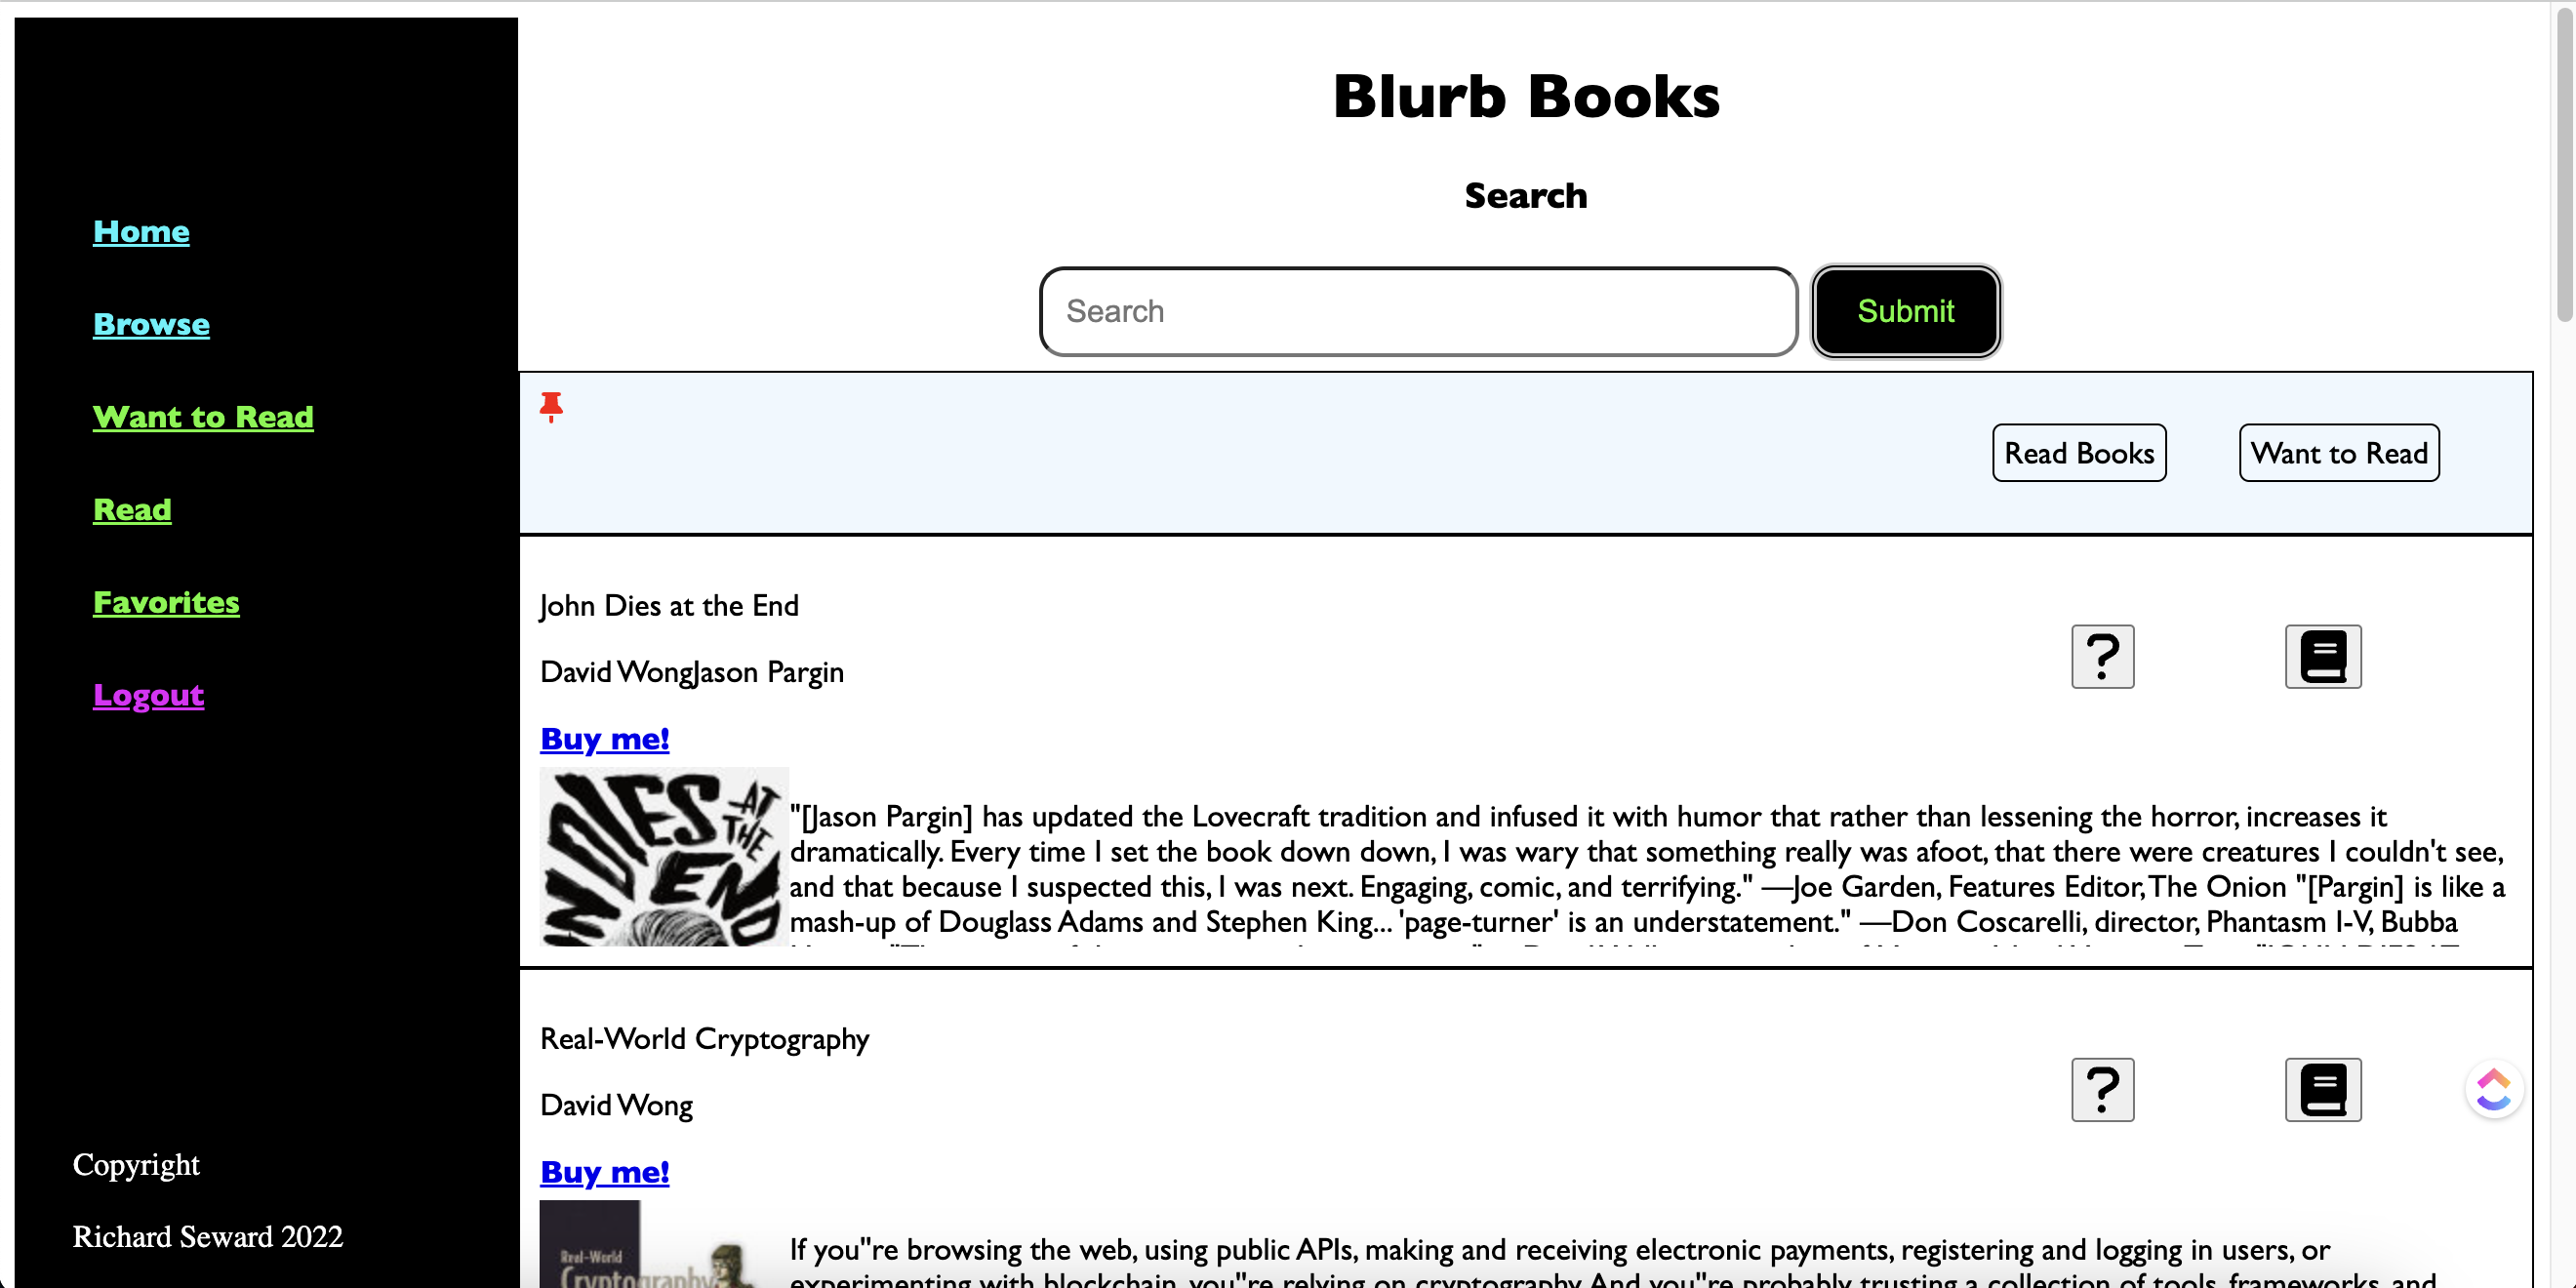 Blurb Books
Search
Search
Submit
Home
Browse
Want to Read
Read
Favorites
Logout
Copyright
Richard Seward 2022
Read Books
Want to Read
John Dies at the End
David WongJason Pargin
Buy me!
DIES AT
THE
END
"[Jason Pargin] has updated the Lovecraft tradition and infused it with humor that rather than lessening the horror, increases it
dramatically. Every time I set the book down down, I was wary that something really was afoot, that there were creatures I couldn't see,
and that because I suspected this, I was next. Engaging, comic, and terrifying." —Joe Garden, Features Editor, The Onion "[Pargin] is like a
mash-up of Douglass Adams and Stephen King... 'page-turner' is an understatement." —Don Coscarelli, director, Phantasm I-V, Bubba
Real-World Cryptography
David Wong
Buy me!
Real-World
Cryptography
If you"re browsing the web, using public APIs, making and receiving electronic payments, registering and logging in users, or
experimenting with blockchain, you"re relying on cryptography. And you"re probably trusting a collection of tools, frameworks, and